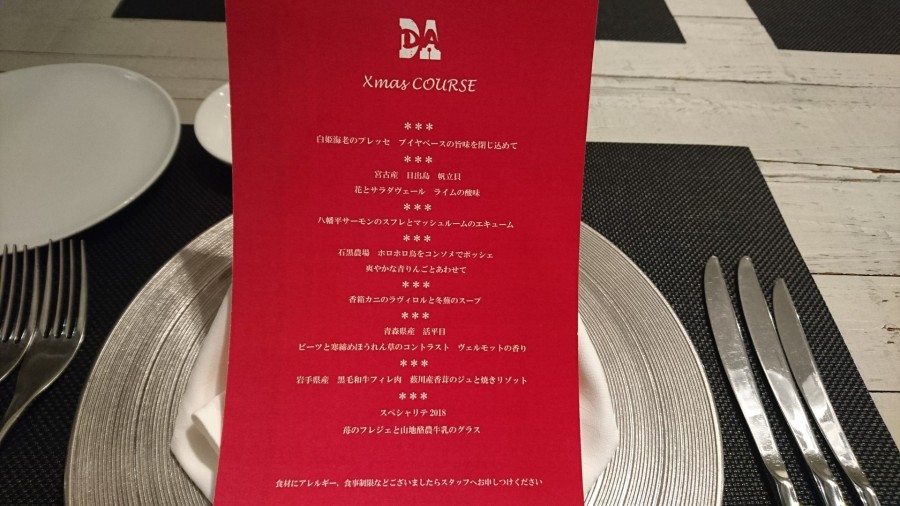 DA
Xmas COURSE
***
白姫海老のプレッセ ブイヤベースの旨味を閉じ込めて
***
宮古産 日出島 帆立貝
花とサラダヴェール ライムの酸味
***
八幡平サーモンのスフレとマッシュルームのエキューム
***
石黒農場 ホロホロ鳥をコンソメでポッシェ
爽やかな青りんごとあわせて
***
香箱カニのラヴィロルと冬蕪のスープ
***
青森県産 活平目
ビーツと寒締めほうれん草のコントラスト ヴェルモットの香り
***
岩手県産 黒毛和牛フィレ肉 藪川産香茸のジュと焼きリゾット
***
スペシャリテ 2018
苺のフレジェと山地酪農牛乳のグラス
食材にアレルギー、食事制限などございましたらスタッフへお申しつけください